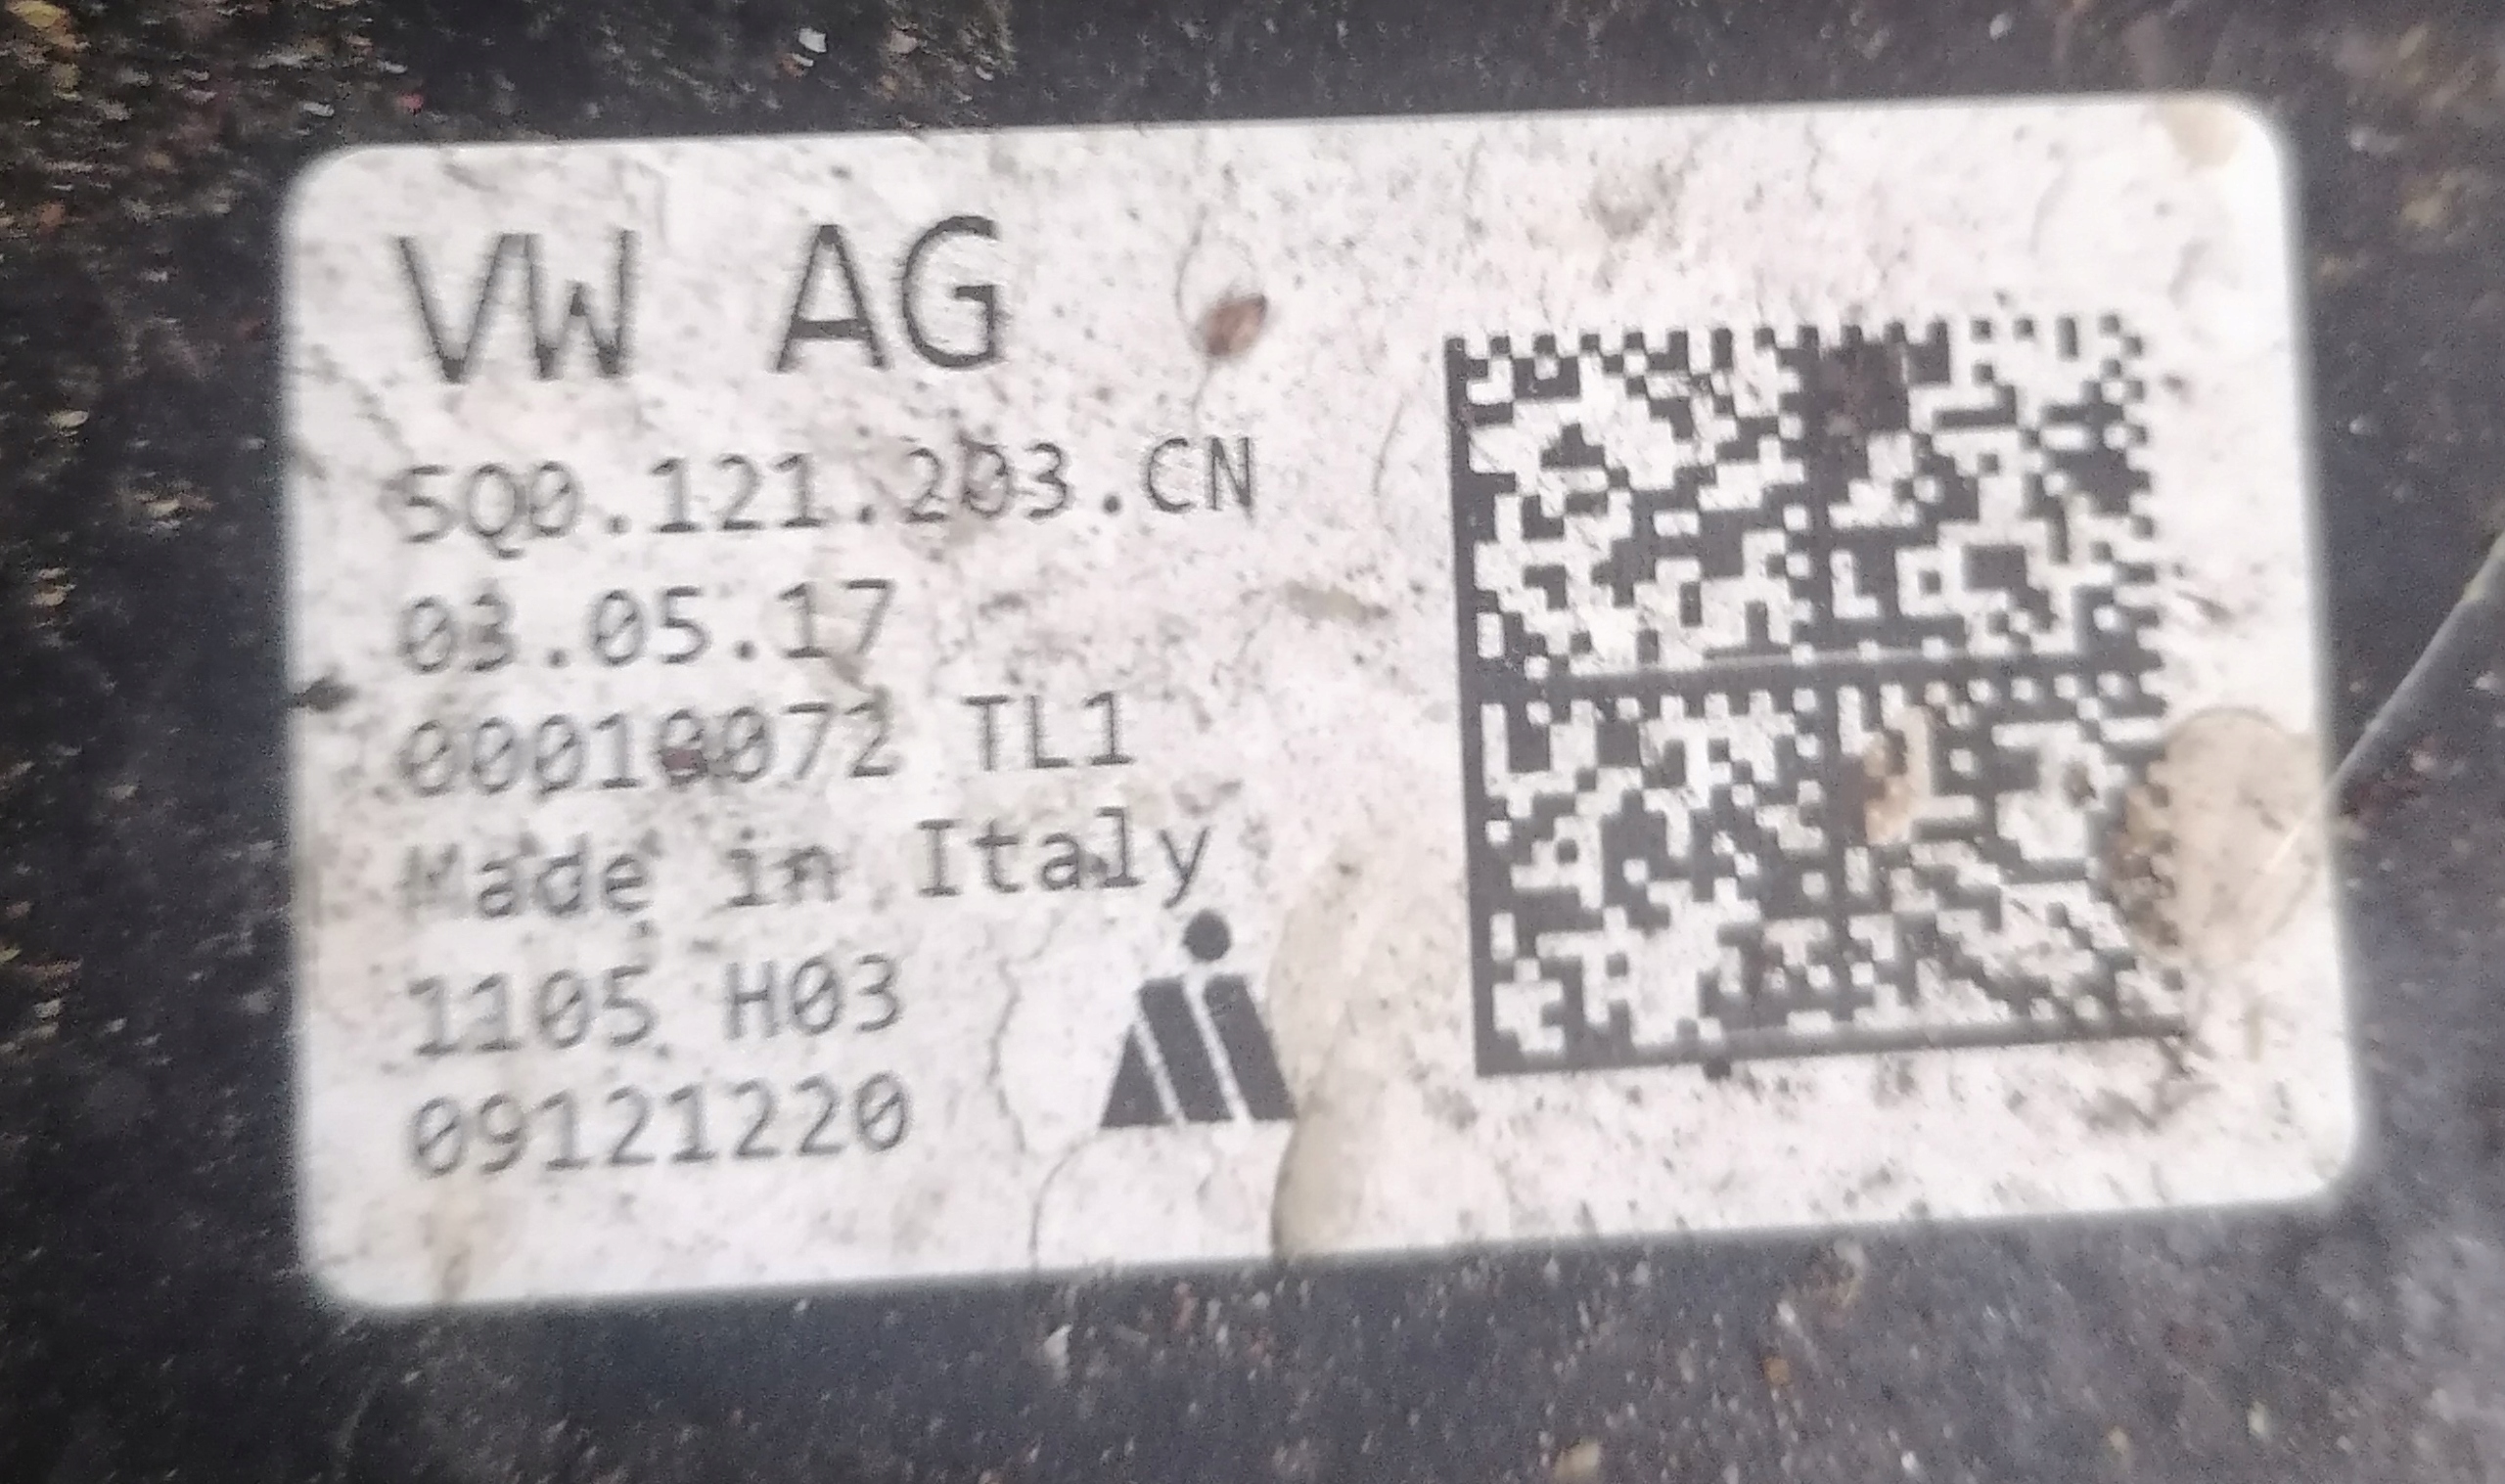 VW AG
5Q0.121.203.CN
03.05.17
00010072 TL1
Made in Italy
1105 H03
09121220